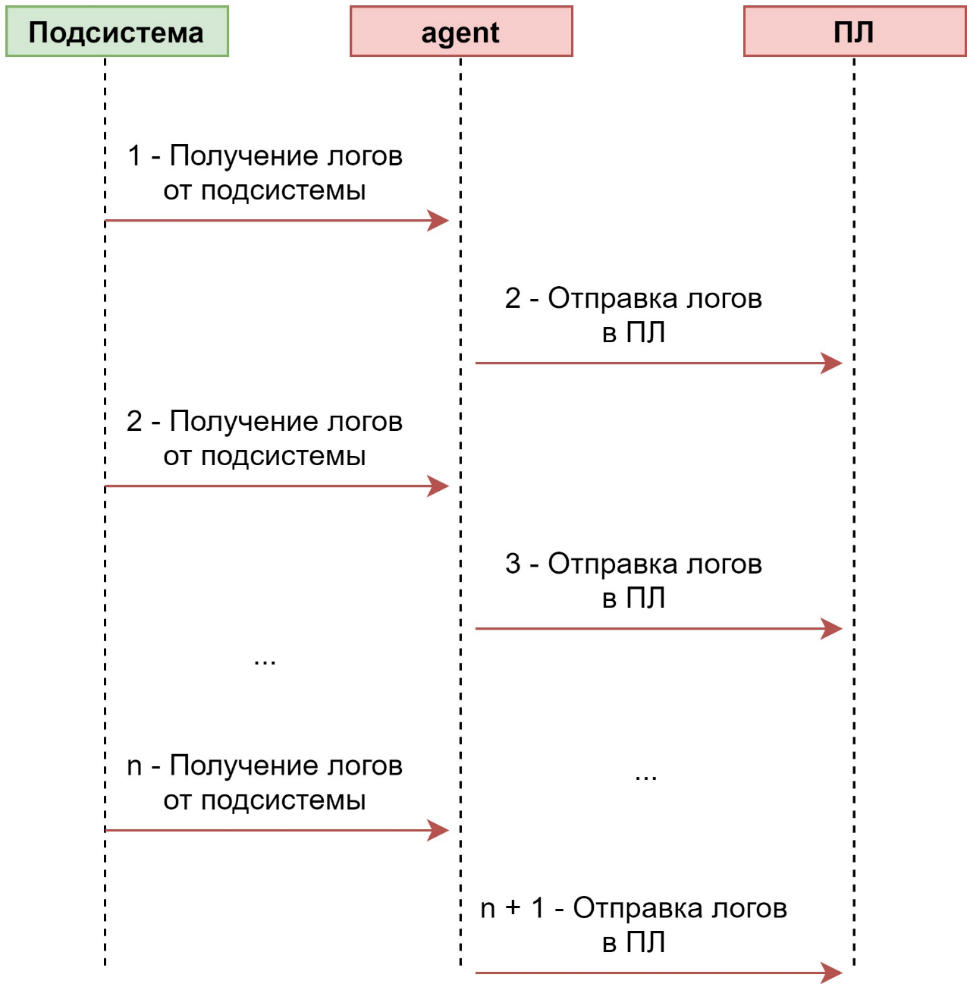 Подсистема
agent
ПЛ
1 - Получение логов
от подсистемы
2 - Отправка логов
в ПЛ
2 - Получение логов
от подсистемы
3 - Отправка логов
в ПЛ
...
n - Получение логов
от подсистемы
...
n + 1 - Отправка логов
в ПЛ